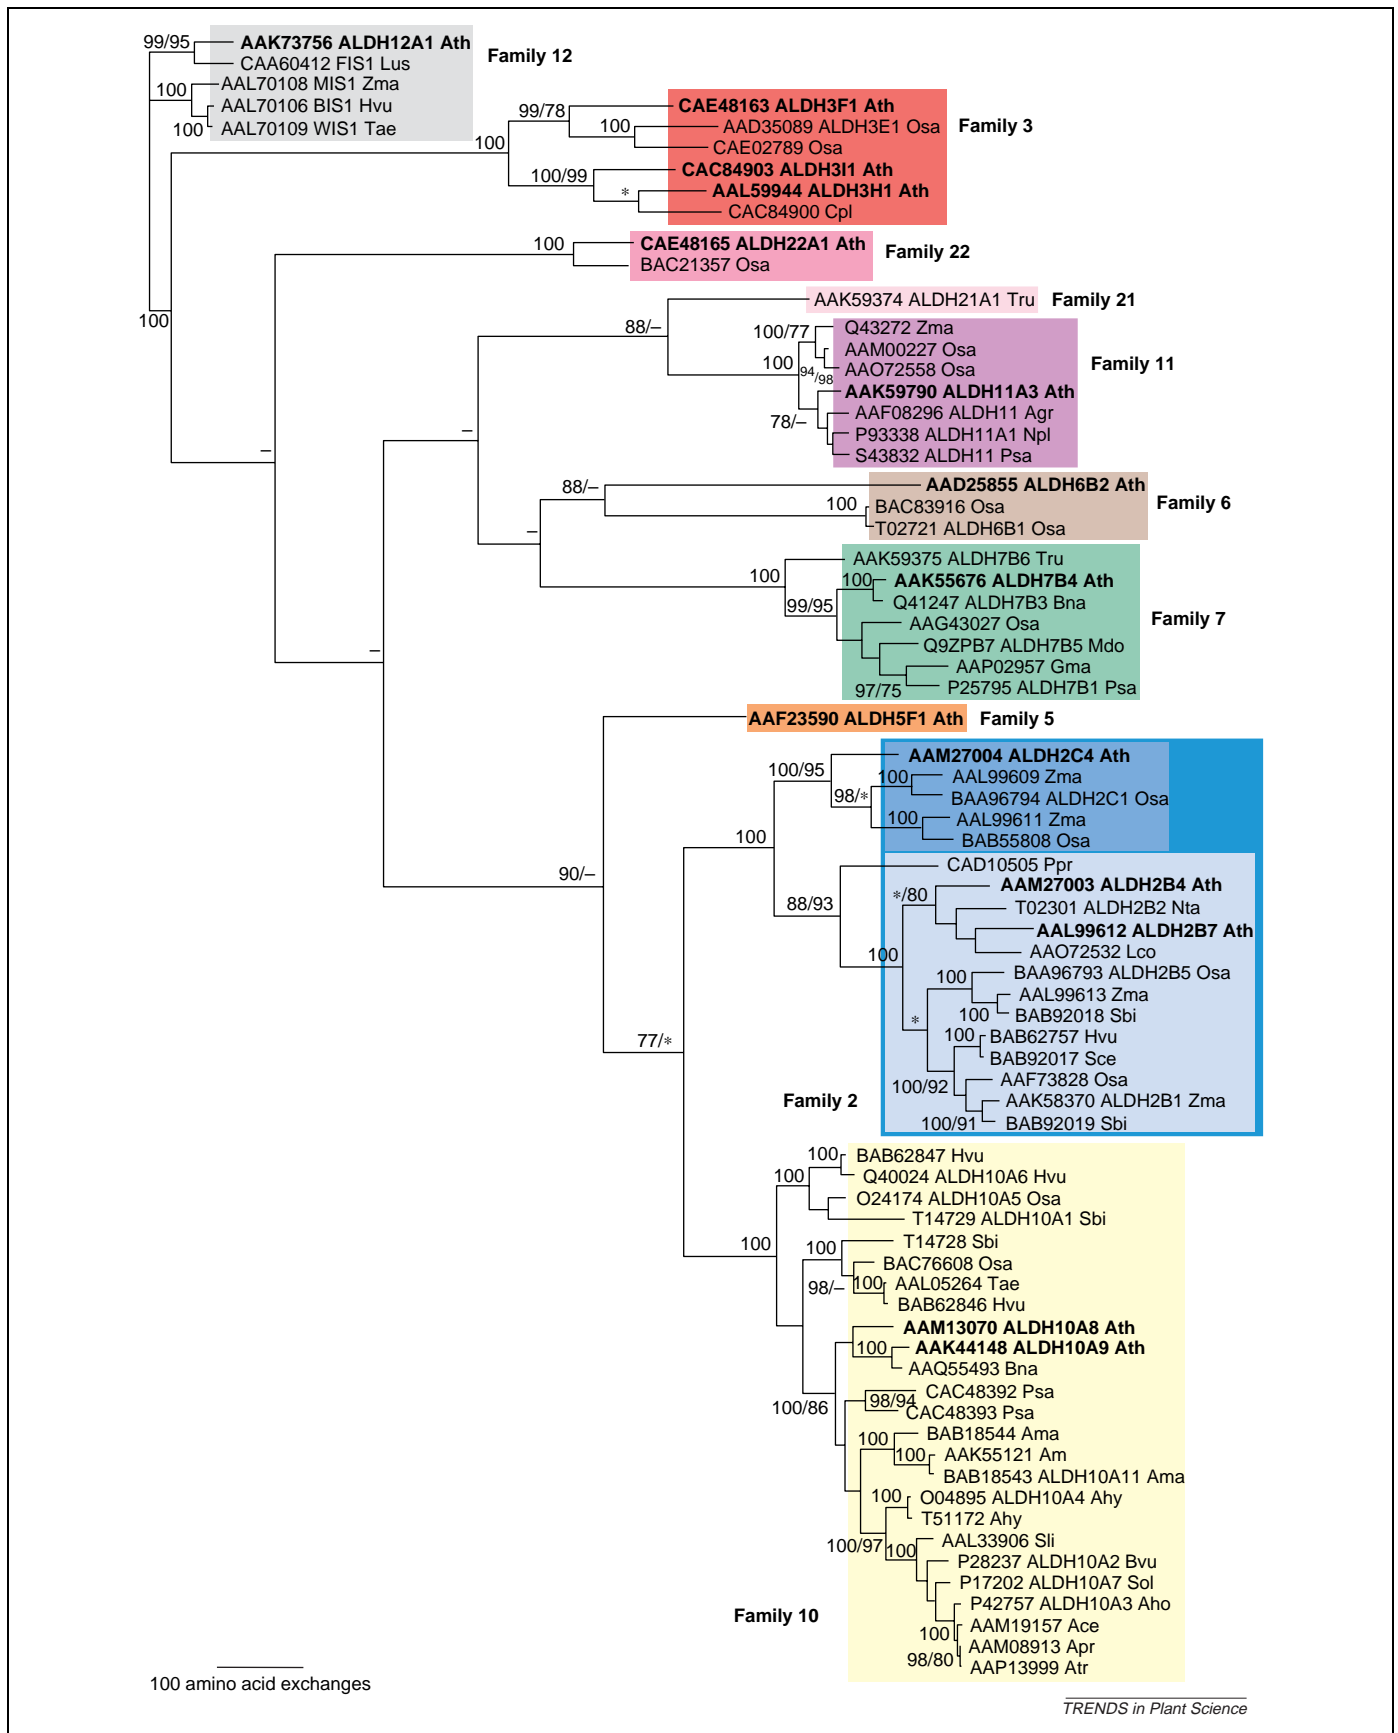 99/95
AAK73756 ALDH12A1 Ath
Family 12
CAA60412 FIS1 Lus
100
AAL70108 MIS1 Zma
AAL70106 BIS1 Hvu
100
AAL70109 WIS1 Tae
99/78
CAE48163 ALDH3F1 Ath
Family 3
100
AAD35089 ALDH3E1 Osa
100
CAE02789 Osa
100/99
CAC84903 ALDH3I1 Ath
*
AAL59944 ALDH3H1 Ath
CAC84900 Cpl
100
CAE48165 ALDH22A1 Ath
Family 22
BAC21357 Osa
AAK59374 ALDH21A1 Tru
Family 21
100
88/–
100/77
Q43272 Zma
AAM00227 Osa
100
AAO72558 Osa
Family 11
94/98
AAK59790 ALDH11A3 Ath
78/–
AAF08296 ALDH11 Agr
–
P93338 ALDH11A1 Npl
–
S43832 ALDH11 Psa
88/–
AAD25855 ALDH6B2 Ath
100
BAC83916 Osa
Family 6
–
T02721 ALDH6B1 Osa
AAK59375 ALDH7B6 Tru
100
100
AAK55676 ALDH7B4 Ath
99/95
Q41247 ALDH7B3 Bna
AAG43027 Osa
Family 7
–
Q9ZPB7 ALDH7B5 Mdo
AAP02957 Gma
97/75
P25795 ALDH7B1 Psa
AAF23590 ALDH5F1 Ath
Family 5
AAM27004 ALDH2C4 Ath
100/95
100
AAL99609 Zma
98/*
BAA96794 ALDH2C1 Osa
100
AAL99611 Zma
100
BAB55808 Osa
90/–
CAD10505 Ppr
*/80
AAM27003 ALDH2B4 Ath
88/93
T02301 ALDH2B2 Nta
AAL99612 ALDH2B7 Ath
100
AAO72532 Lco
100
BAA96793 ALDH2B5 Osa
AAL99613 Zma
100
BAB92018 Sbi
*
77/*
100
BAB62757 Hvu
BAB92017 Sce
100/92
AAF73828 Osa
Family 2
AAK58370 ALDH2B1 Zma
100/91
BAB92019 Sbi
100
BAB62847 Hvu
100
Q40024 ALDH10A6 Hvu
O24174 ALDH10A5 Osa
T14729 ALDH10A1 Sbi
100
100
T14728 Sbi
BAC76608 Osa
98/–
100
AAL05264 Tae
BAB62846 Hvu
AAM13070 ALDH10A8 Ath
100
AAK44148 ALDH10A9 Ath
AAQ55493 Bna
100/86
98/94
CAC48392 Psa
CAC48393 Psa
BAB18544 Ama
100
100
AAK55121 Am
BAB18543 ALDH10A11 Ama
100
O04895 ALDH10A4 Ahy
T51172 Ahy
100/97
100
AAL33906 Sli
P28237 ALDH10A2 Bvu
P17202 ALDH10A7 Sol
Family 10
P42757 ALDH10A3 Aho
100
AAM19157 Ace
AAM08913 Apr
98/80
AAP13999 Atr
100 amino acid exchanges
TRENDS in Plant Science